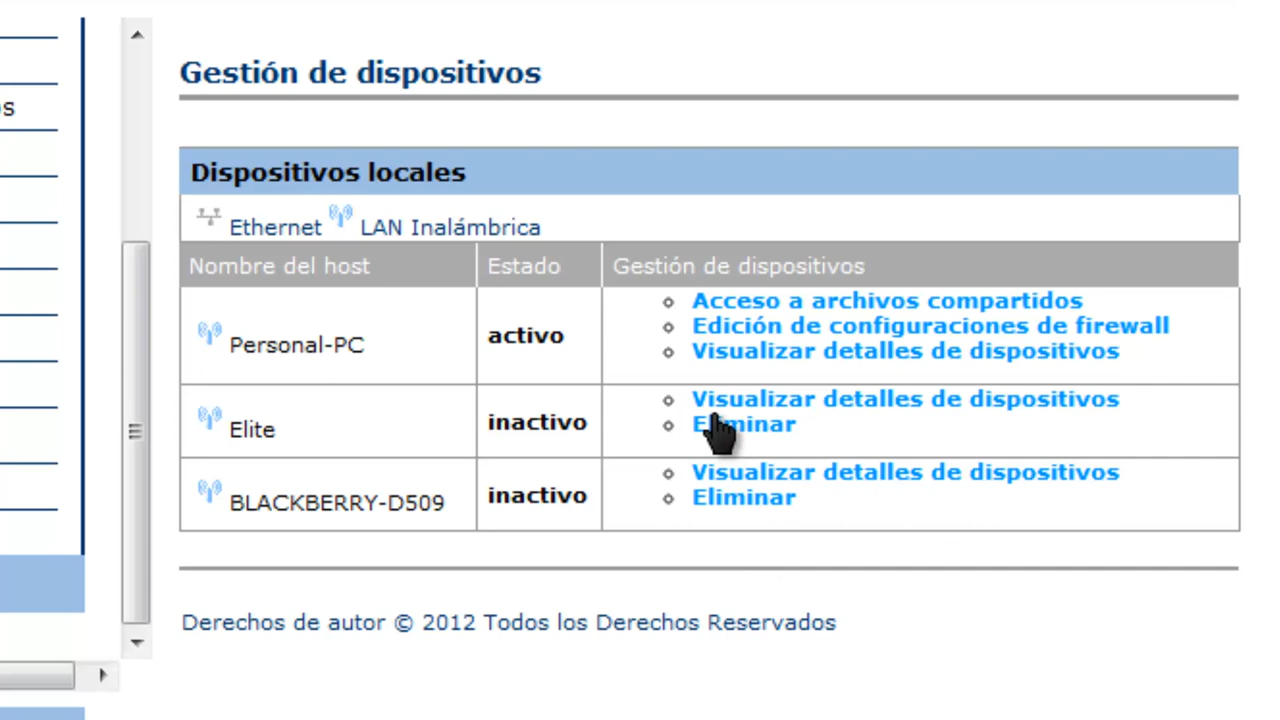 os
Gestión de dispositivos
Dispositivos locales
Ethernet LAN Inalámbrica
Nombre del host Estado Gestión de dispositivos
Personal-PC activo Acceso a archivos compartidos
Edición de configuraciones de firewall
Visualizar detalles de dispositivos
Elite inactivo Visualizar detalles de dispositivos
Eliminar
BLACKBERRY-D509 inactivo Visualizar detalles de dispositivos
Eliminar
Derechos de autor © 2012 Todos los Derechos Reservados